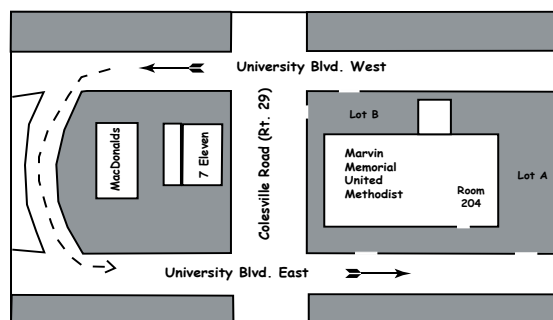 University Blvd. West
Colesville Road (Rt. 29)
MacDonalds
7 Eleven
Lot B
Marvin
Memorial
United
Methodist
Room
204
Lot A
University Blvd. East